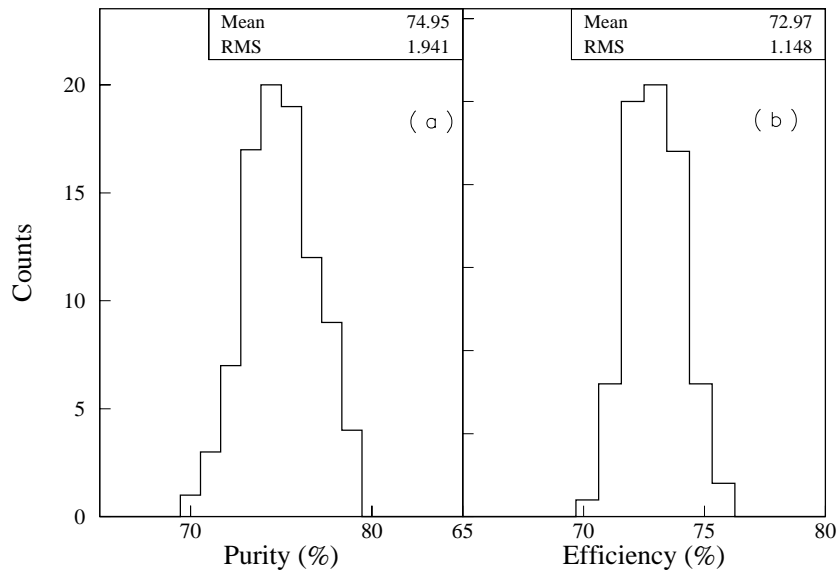 Mean 74.95
RMS 1.941
Mean 72.97
RMS 1.148
( a )
( b )
Counts
20
15
10
5
0
70 80 65 70 75 80
Purity (%) Efficiency (%)